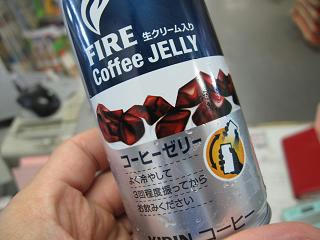 FIRE
生クリーム入り
Coffee JELLY
コーヒーゼリー
よく冷やして
3回程度振ってから
お飲みください
KIRIN コーヒー